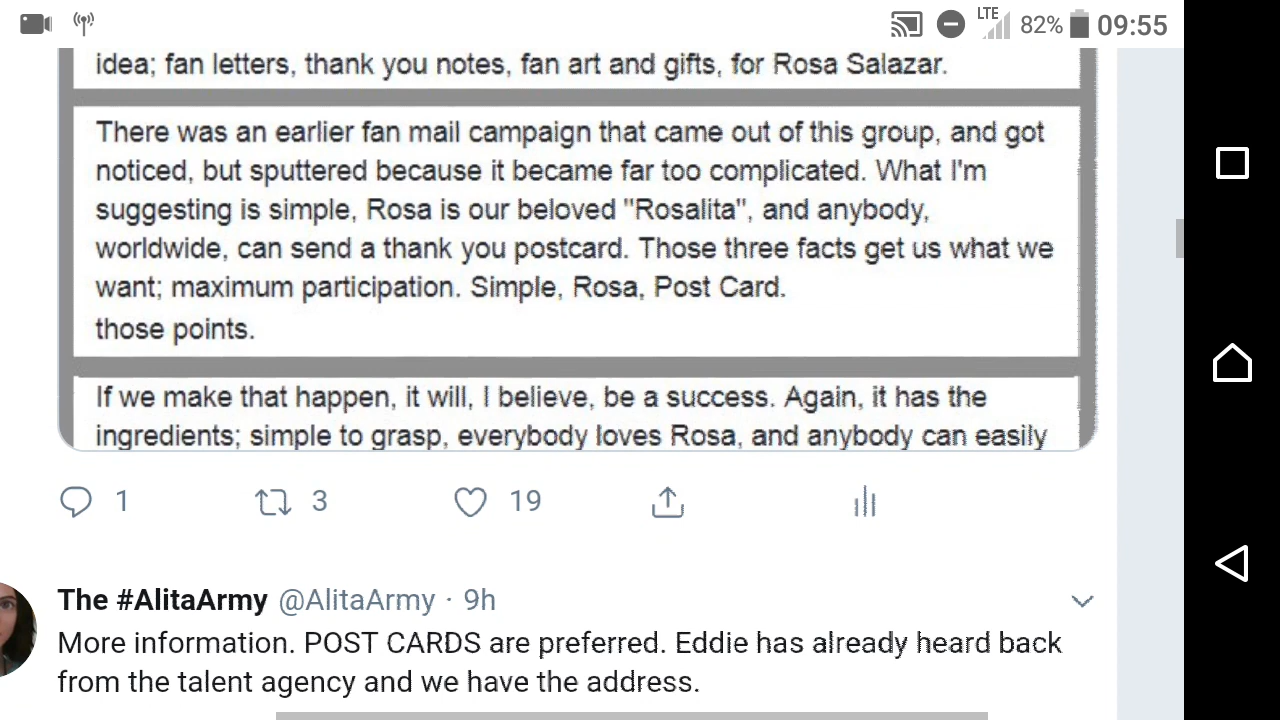 LTE 82% 09:55
idea; fan letters, thank you notes, fan art and gifts, for Rosa Salazar.
There was an earlier fan mail campaign that came out of this group, and got
noticed, but sputtered because it became far too complicated. What I'm
suggesting is simple, Rosa is our beloved "Rosalita", and anybody,
worldwide, can send a thank you postcard. Those three facts get us what we
want; maximum participation. Simple, Rosa, Post Card.
those points.
If we make that happen, it will, I believe, be a success. Again, it has the
ingredients; simple to grasp, everybody loves Rosa, and anybody can easily
1 3 19
The #AlitaArmy @AlitaArmy · 9h
More information. POST CARDS are preferred. Eddie has already heard back
from the talent agency and we have the address.